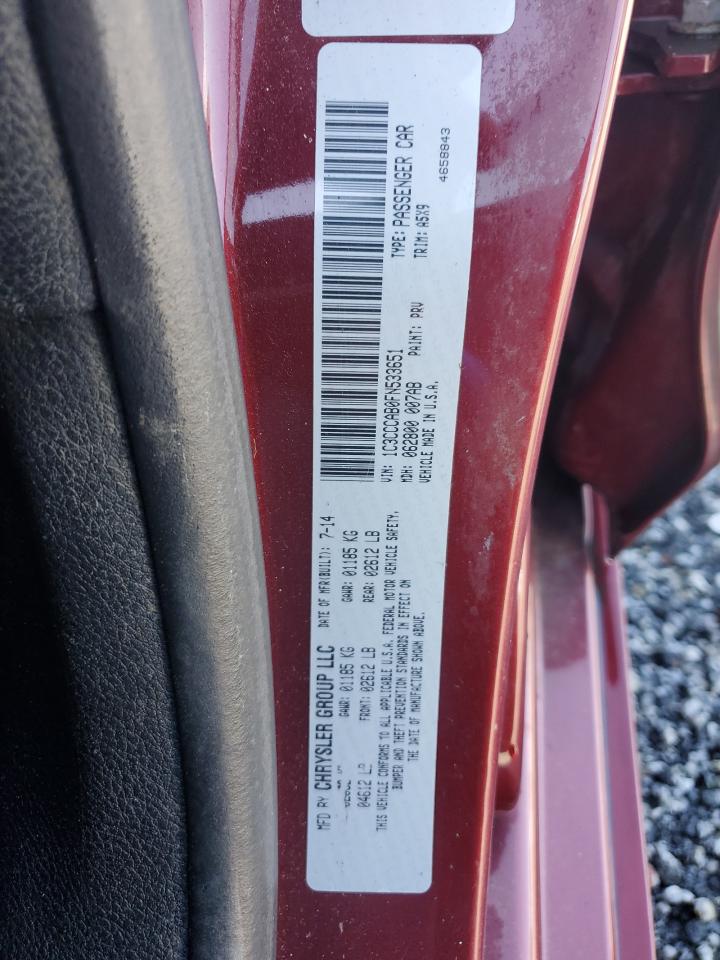 MFD BY CHRYSLER GROUP LLC DATE OF MFR(BUILT): 7-14
GAWR: 01185 KG GAWR: 01185 KG
04612 LB FRONT: 02612 LB REAR: 02612 LB
THIS VEHICLE CONFORMS TO ALL APPLICABLE U.S.A. FEDERAL MOTOR VEHICLE SAFETY,
BUMPER AND THEFT PREVENTION STANDARDS IN EFFECT ON
THE DATE OF MANUFACTURE SHOWN ABOVE.
VIN: 1C3CCCAB0FN533651 TYPE: PASSENGER CAR
MDH: 062800 007AB PAINT: PRV TRIM: A5X9
VEHICLE MADE IN U.S.A. 4658843